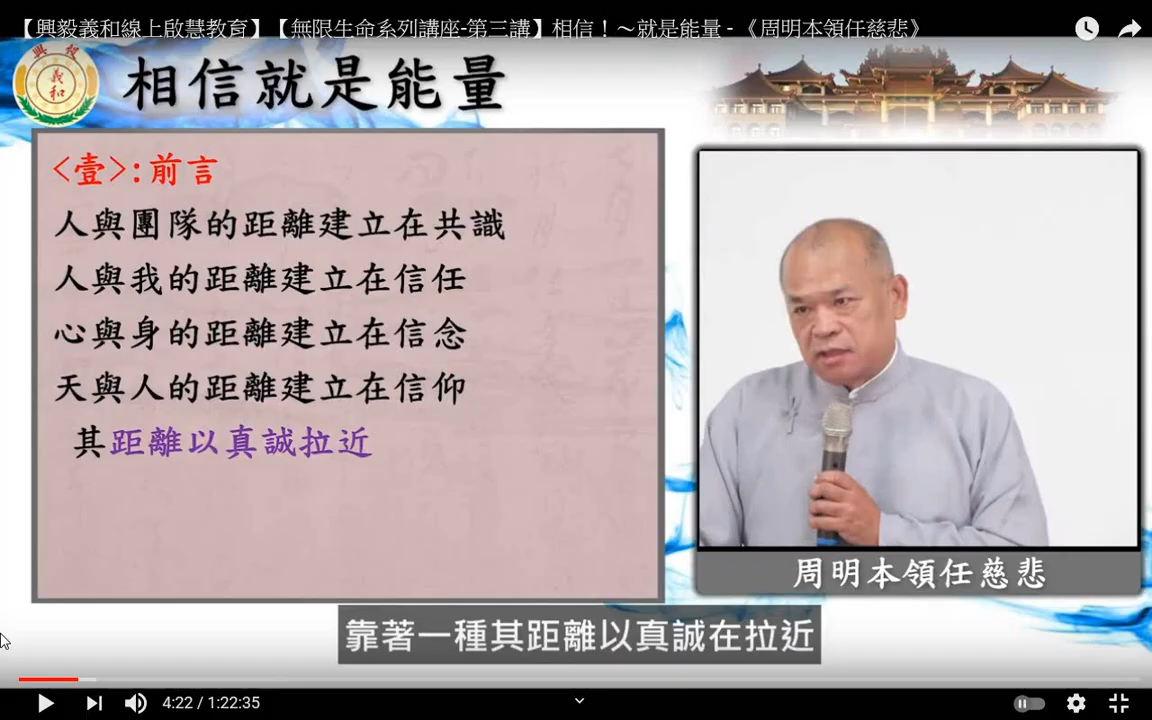 【興毅義和線上啟慧教育】【無限生命系列講座-第三講】相信！～就是能量 - 《周明本領任慈悲》
興毅
義和
相信就是能量
<壹>:前言
人與團隊的距離建立在共識
人與我的距離建立在信任
心與身的距離建立在信念
天與人的距離建立在信仰
其距離以真誠拉近
周明本領任慈悲
靠著一種其距離以真誠在拉近
4:22 / 1:22:35